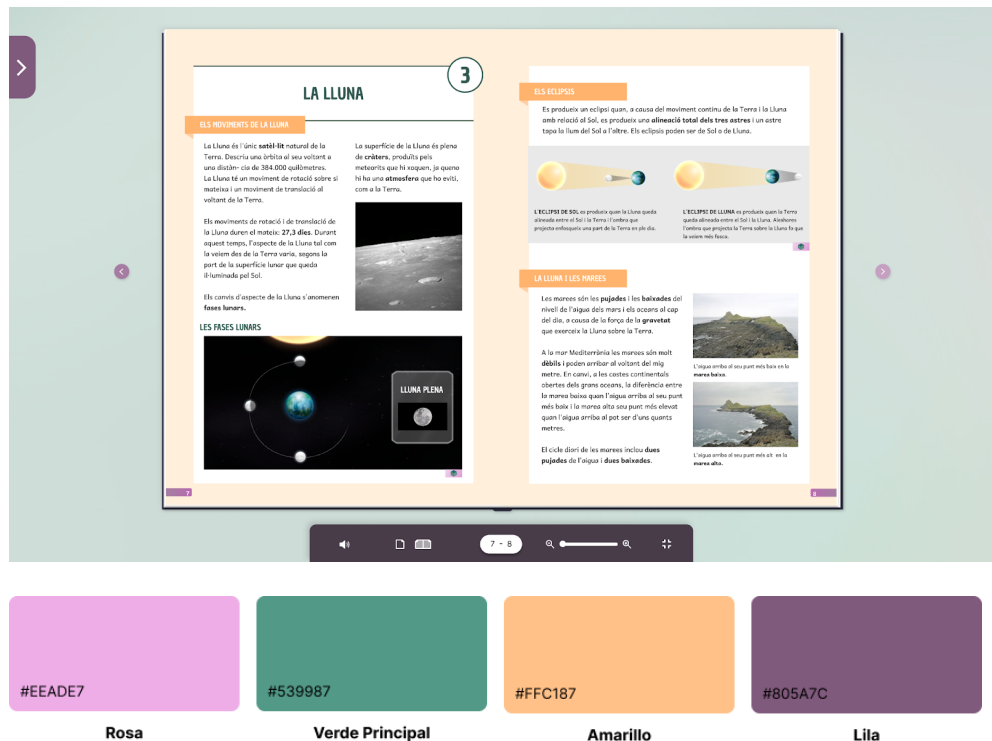 3
LA LLUNA
ELS MOVIMENTS DE LA LLUNA
La Lluna és l'únic satèl·lit natural de la
Terra. Descriu una òrbita al seu voltant a
una distàn- cia de 384.000 quilòmetres.
La Lluna té un moviment de rotació sobre si
mateixa i un moviment de translació al
voltant de la Terra.
Els moviments de rotació i de translació de
la Lluna duren el mateix: 27,3 dies. Durant
aquest temps, l'aspecte de la Lluna tal com
la veiem des de la Terra varia, segons la
part de la superfície lunar que queda
il·luminada pel Sol.
Els canvis d'aspecte de la Lluna s'anomenen
fases lunars.
La superfície de la Lluna és plena
de cràters, produïts pels
meteorits que hi xoquen, ja queno
hi ha una atmosfera que ho eviti,
com a la Terra.
LES FASES LUNARS
LLUNA PLENA
7
ELS ECLIPSIS
Es produeix un eclipsi quan, a causa del moviment continu de la Terra i la Lluna
amb relació al Sol, es produeix una alineació total dels tres astres i un astre
tapa la llum del Sol a l'altre. Els eclipsis poden ser de Sol o de Lluna.
L'ECLIPSI DE SOL es produeix quan la Lluna queda
alineada entre el Sol i la Terra i l'ombra que
projecta enfosqueix una part de la Terra en ple dia.
L'ECLIPSI DE LLUNA es produeix quan la Terra
queda alineada entre el Sol i la Lluna. Aleshores
l'ombra que projecta la Terra sobre la Lluna fa que
la veiem més fosca.
LA LLUNA I LES MAREES
Les marees són les pujades i les baixades del
nivell de l'aigua dels mars i els oceans al cap
del dia, a causa de la força de la gravetat
que exerceix la Lluna sobre la Terra.
A la mar Mediterrània les marees són molt
dèbils i poden arribar al voltant del mig
metre. En canvi, a les costes continentals
obertes dels grans oceans, la diferència entre
la marea baixa quan l'aigua arriba al seu punt
més baix i la marea alta seu punt més elevat
quan l'aigua arriba al pot ser d'uns quants
metres.
El cicle diari de les marees inclou dues
pujades de l'aigua i dues baixades.
L'aigua arriba al seu punt més baix en la
marea baixa.
L'aigua arriba al seu punt més alt en la
marea alta.
8
7 - 8
#EEADE7
#539987
#FFC187
#805A7C
Rosa
Verde Principal
Amarillo
Lila